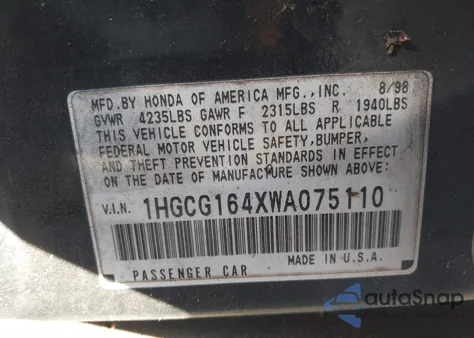 MFD.BY HONDA OF AMERICA MFG.,INC. 8/98
GVWR 4235LBS GAWR F 2315LBS R 1940LBS
THIS VEHICLE CONFORMS TO ALL APPLICABLE
FEDERAL MOTOR VEHICLE SAFETY,BUMPER,
AND THEFT PREVENTION STANDARDS IN EFFECT
ON THE DATE OF MANUFACTURE SHOWN ABOVE.
V.I.N. 1HGCG164XWA075110
PASSENGER CAR MADE IN U.S.A.
autoSnap